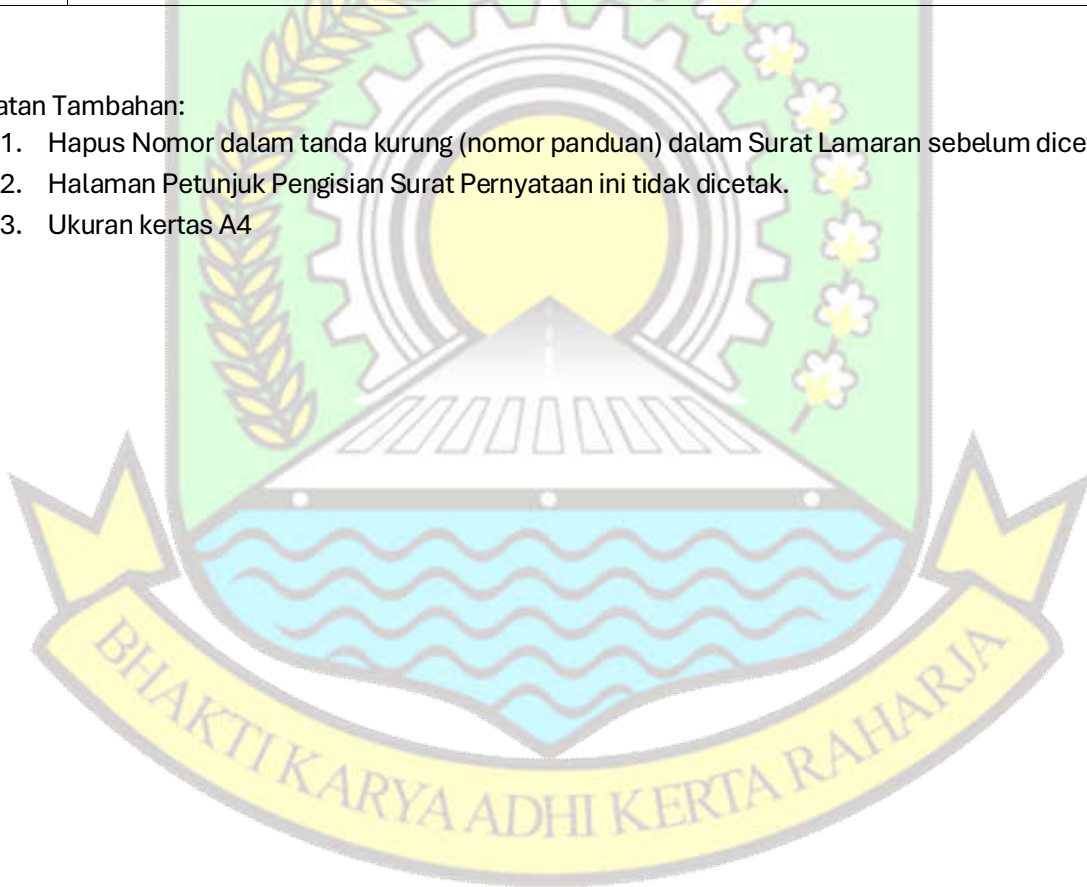 atan Tambahan:
1. Hapus Nomor dalam tanda kurung (nomor panduan) dalam Surat Lamaran sebelum dice
2. Halaman Petunjuk Pengisian Surat Pernyataan ini tidak dicetak.
3. Ukuran kertas A4
BHAKTI KARYA ADHI KERTA RAHARJA